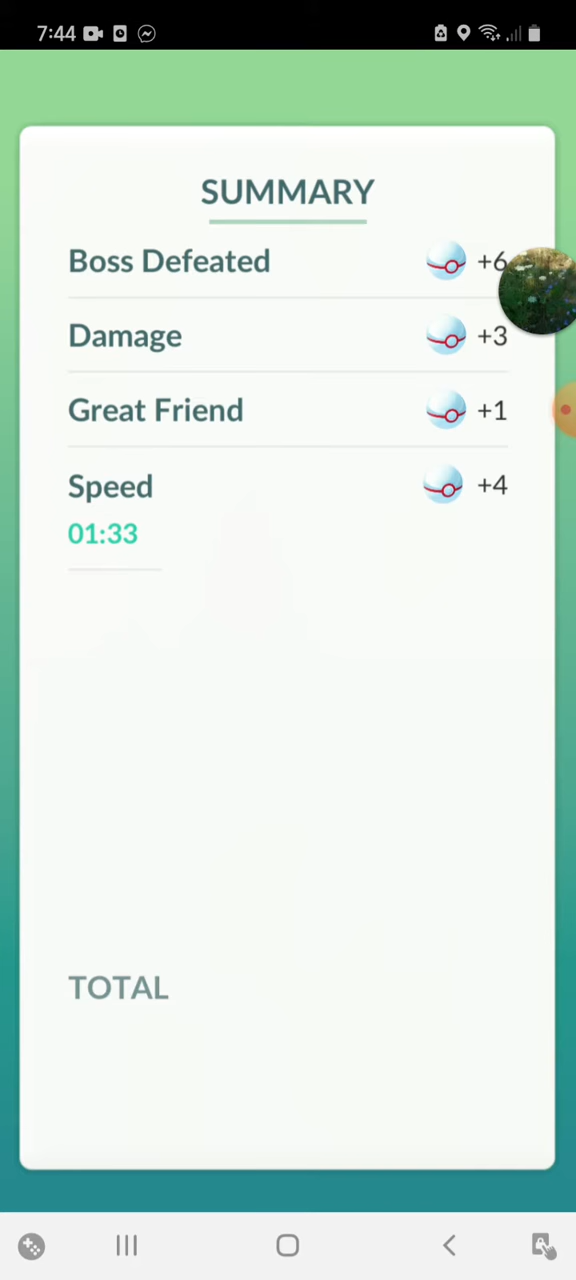 7:44
SUMMARY
Boss Defeated +6
Damage +3
Great Friend +1
Speed +4
01:33
TOTAL